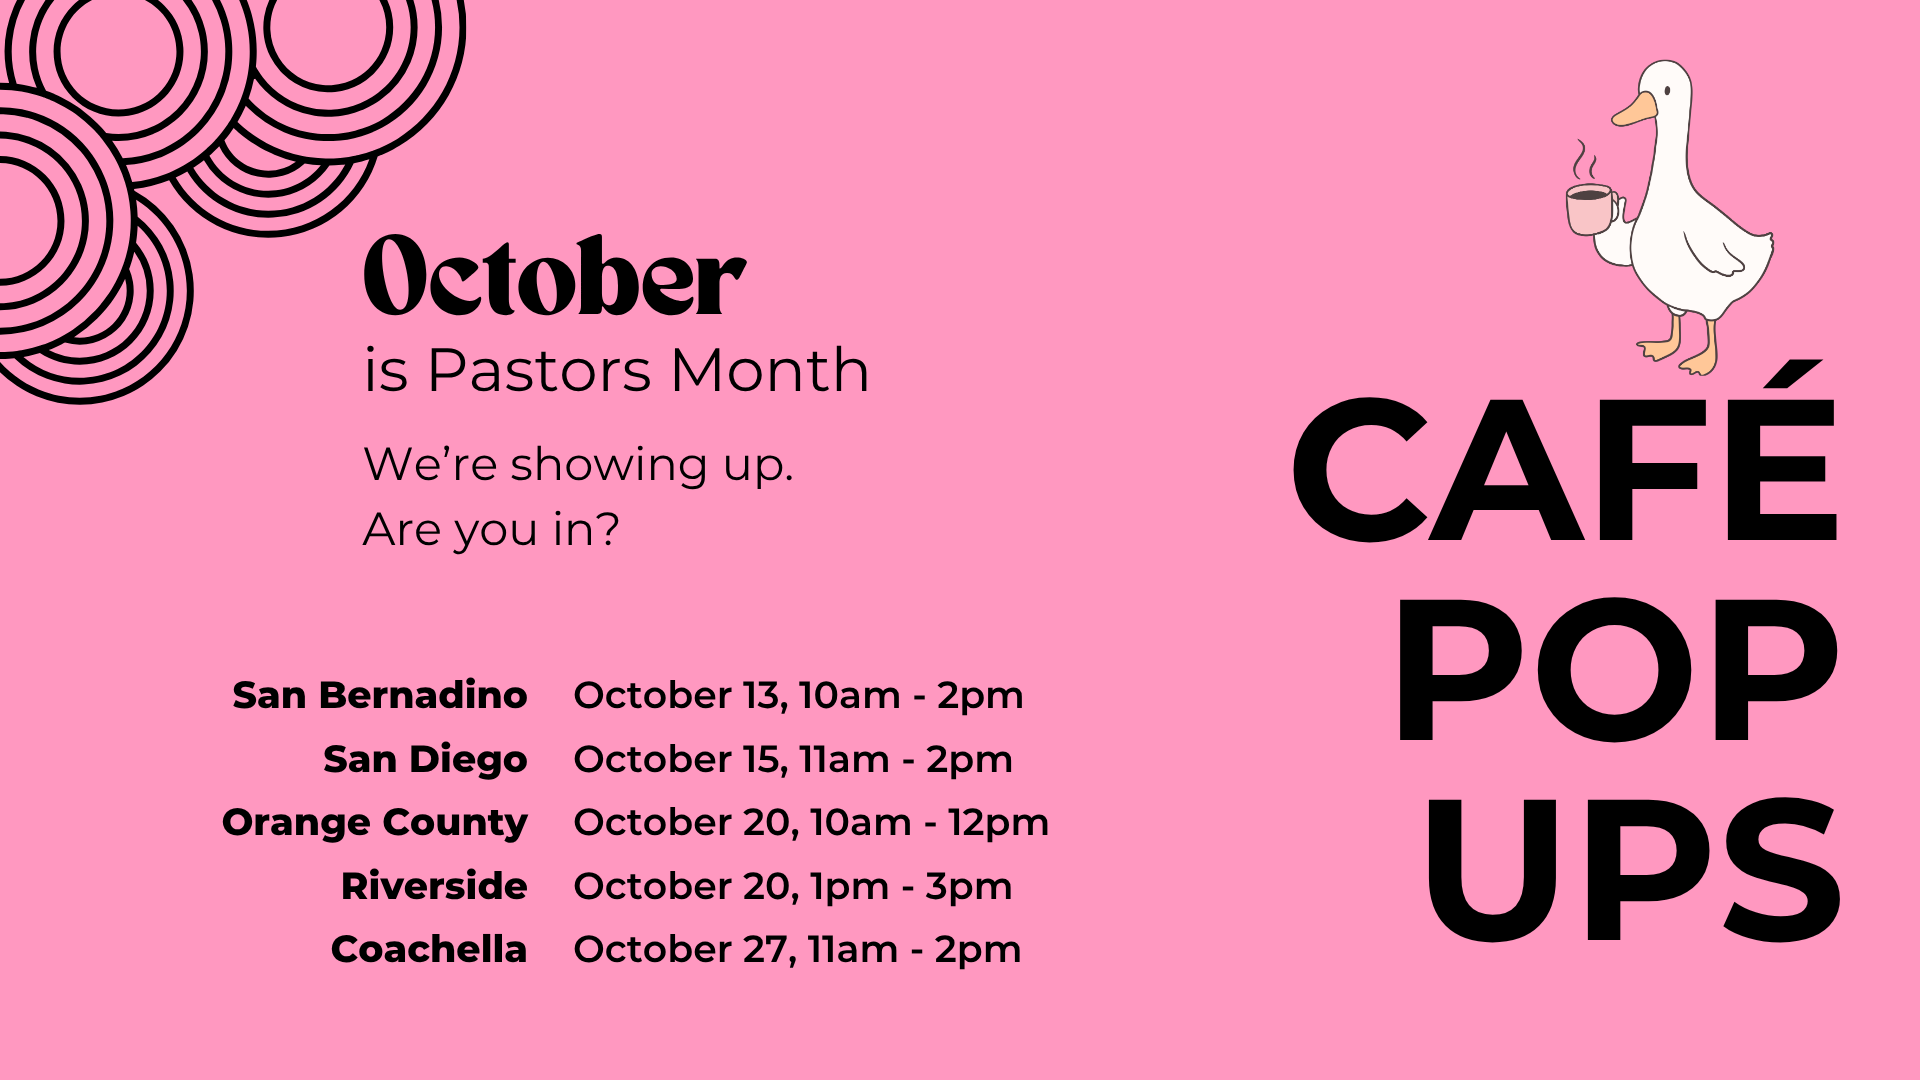 October
is Pastors Month
We’re showing up.
Are you in?
San Bernadino October 13, 10am - 2pm
San Diego October 15, 11am - 2pm
Orange County October 20, 10am - 12pm
Riverside October 20, 1pm - 3pm
Coachella October 27, 11am - 2pm
CAFÉ
POP
UPS